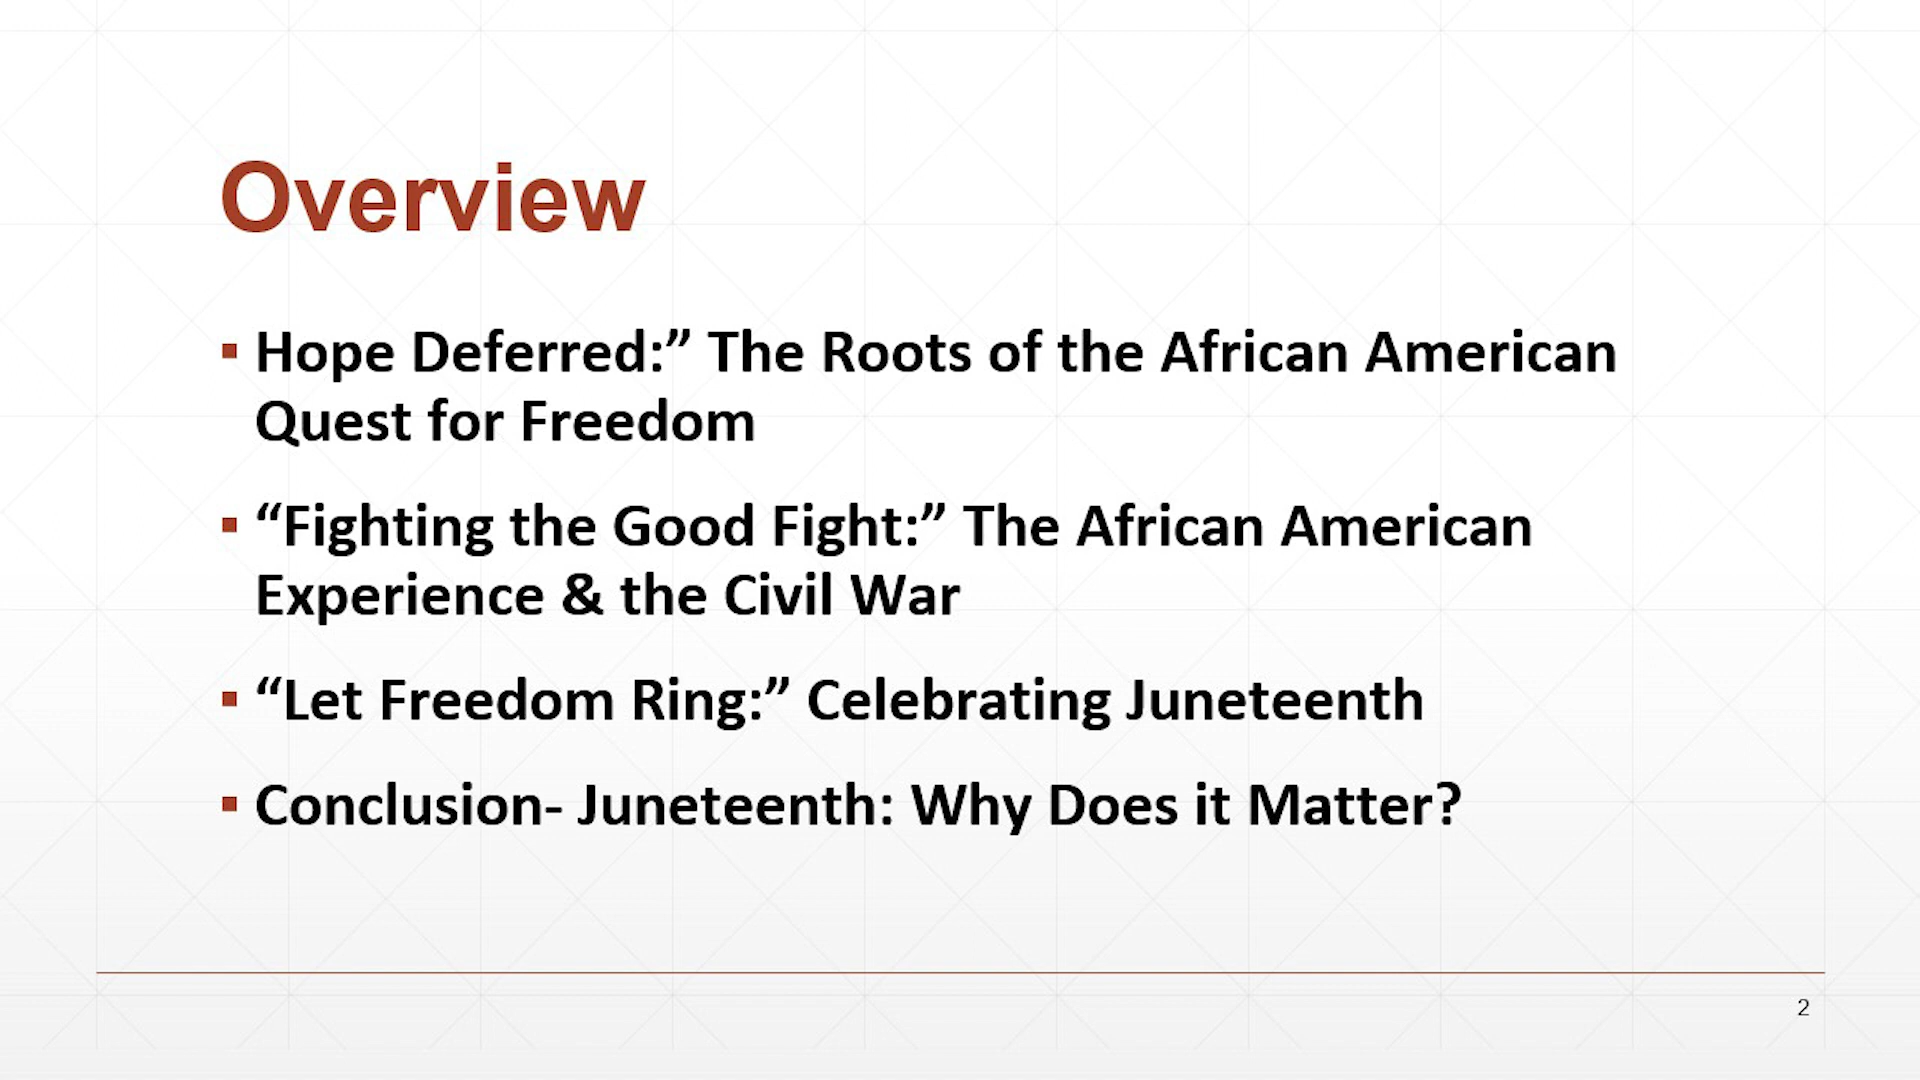 Overview
▪ Hope Deferred:” The Roots of the African American
Quest for Freedom
▪ “Fighting the Good Fight:” The African American
Experience & the Civil War
▪ “Let Freedom Ring:” Celebrating Juneteenth
▪ Conclusion- Juneteenth: Why Does it Matter?
2